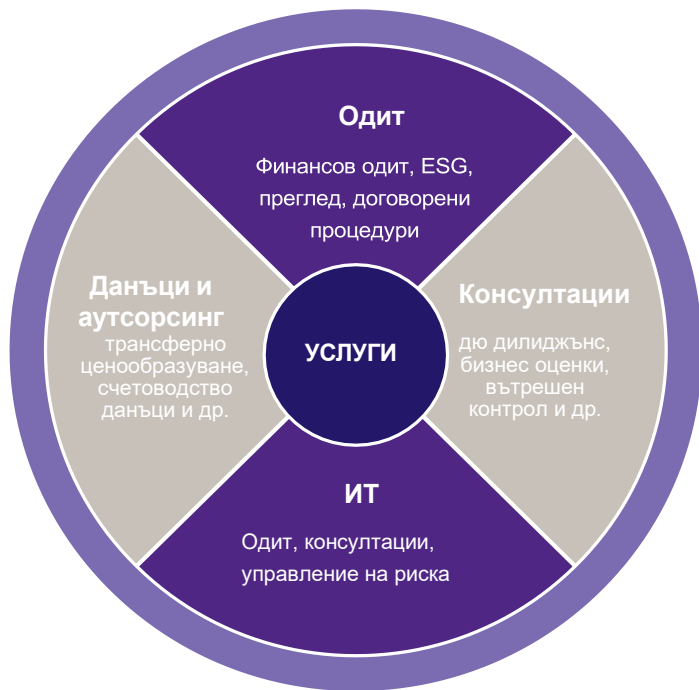 Одит
Финансов одит, ESG,
преглед, договорени
процедури
Данъци и
аутсорсинг
трансферно
ценообразуване,
счетоводство
данъци и др.
УСЛУГИ
Консултации
дю дилиджънс,
бизнес оценки,
вътрешен
контрол и др.
ИТ
Одит, консултации,
управление на риска